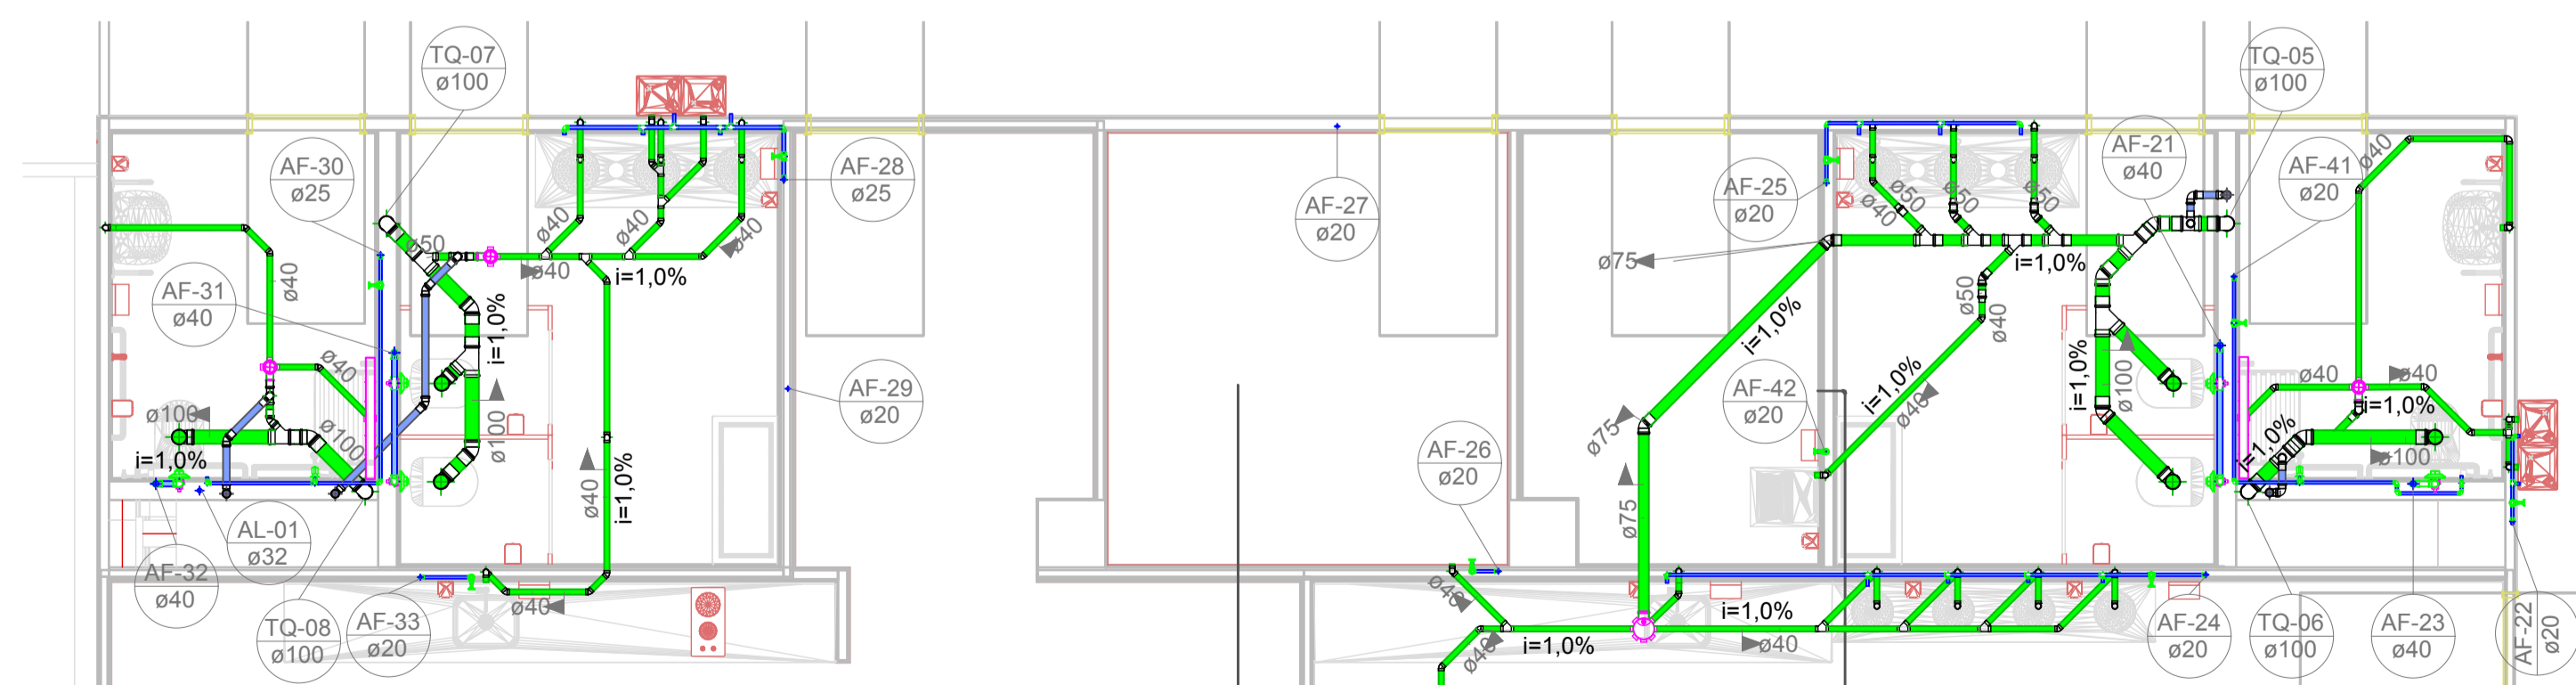 TQ-07
ø100
TQ-05
ø100
AF-30
ø25
AF-28
ø25
AF-27
ø20
AF-25
ø20
AF-21
ø40
AF-41
ø20
ø40
ø50
ø40
ø40
ø40
ø40
i=1,0%
ø75
ø40
ø50
ø50
ø50
i=1,0%
ø40
AF-31
ø40
i=1,0%
ø40
i=1,0%
ø50
ø40
AF-29
ø20
AF-42
ø20
i=1,0%
ø40
i=1,0%
ø100
ø40
ø40
i=1,0%
ø100
ø100
i=1,0%
ø100
ø75
i=1,0%
ø100
ø40
i=1,0%
AF-26
ø20
ø75
AL-01
ø32
AF-32
ø40
TQ-08
ø100
AF-33
ø20
ø40
ø40
ø40
i=1,0%
i=1,0%
ø40
AF-24
ø20
TQ-06
ø100
AF-23
ø40
AF-22
ø20